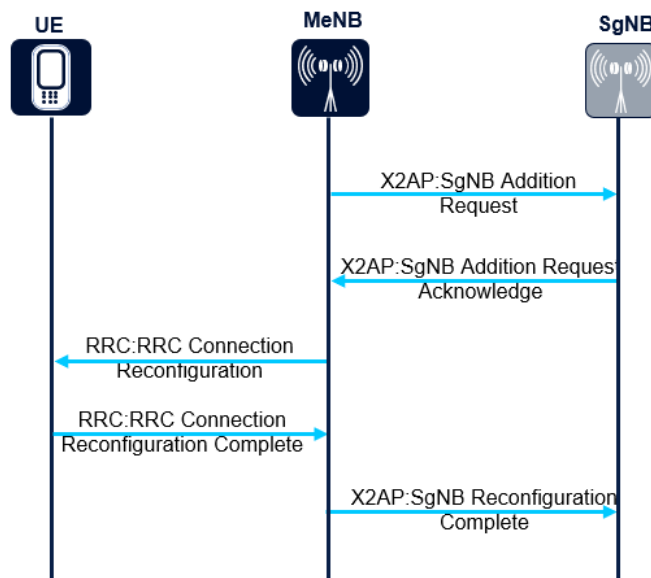 UE
MeNB
SgNB
X2AP:SgNB Addition
Request
X2AP:SgNB Addition Request
Acknowledge
RRC:RRC Connection
Reconfiguration
RRC:RRC Connection
Reconfiguration Complete
X2AP:SgNB Reconfiguration
Complete